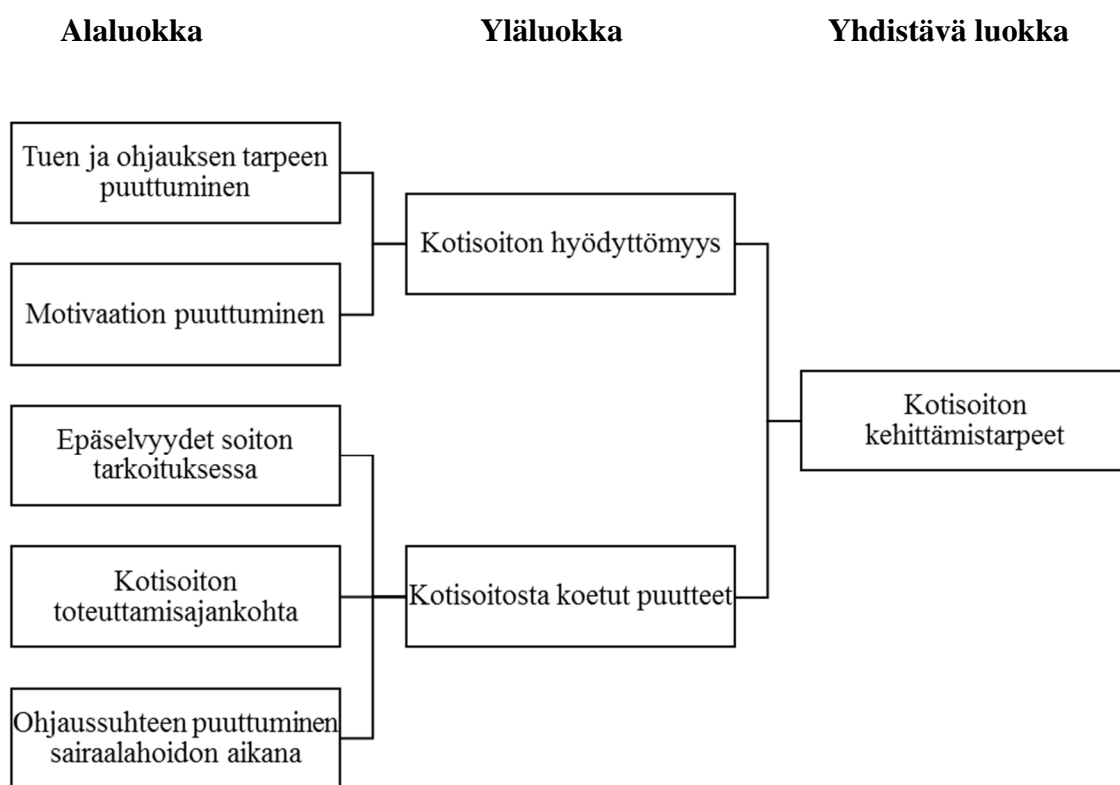 Alaluokka
Yläluokka
Yhdistävä luokka
Tuen ja ohjauksen tarpeen
puuttuminen
Motivaation puuttuminen
Epäselvyydet soiton
tarkoituksessa
Kotisoiton
toteuttamisajankohta
Ohjaussuhteen puuttuminen
sairaalahoidon aikana
Kotisoiton hyödyttömyys
Kotisoitosta koetut puutteet
Kotisoiton
kehittämistarpeet